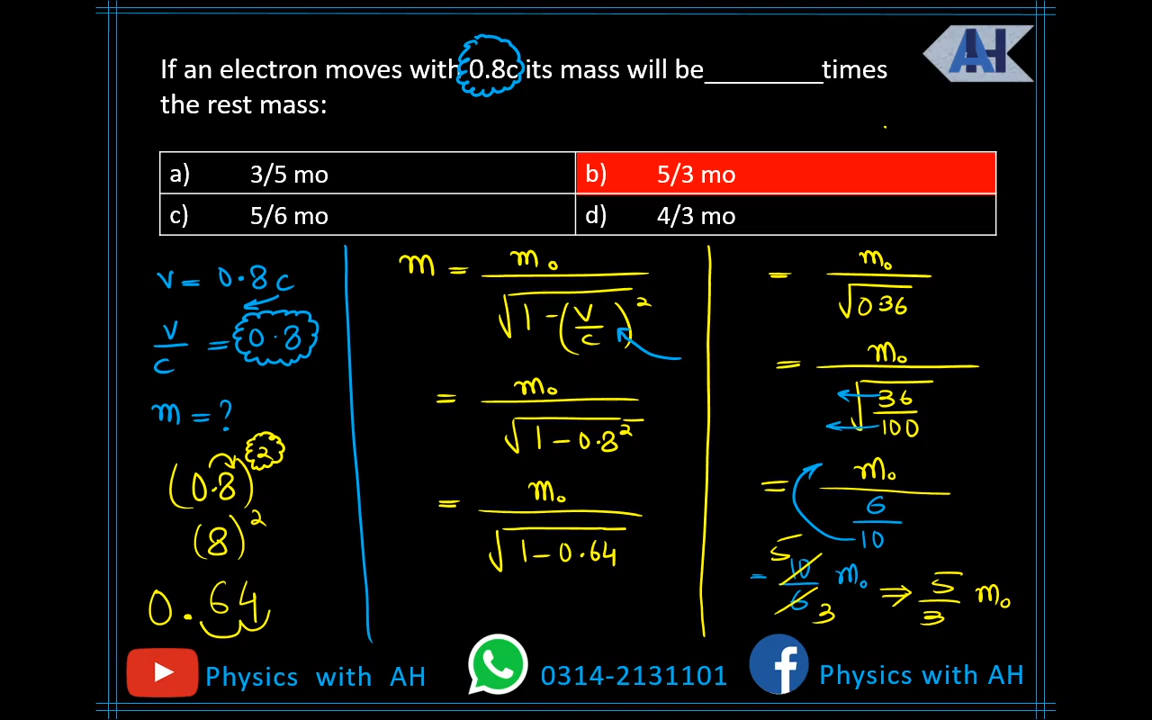 If an electron moves with 0.8c its mass will be_________times
the rest mass:
AH
a) 3/5 mo
b) 5/3 mo
c) 5/6 mo
d) 4/3 mo
v = 0.8c
v/c = 0.8
m = ?
(0.8)²
(8)²
0.64
m = m₀/√(1-(v/c)²)
= m₀/√(1-0.8²)
= m₀/√(1-0.64)
= m₀/√0.36
= m₀/√(36/100)
= m₀/(6/10)
5 3
= 10/6 m₀ ⇒ 5/3 m₀
Physics with AH
0314-2131101
Physics with AH